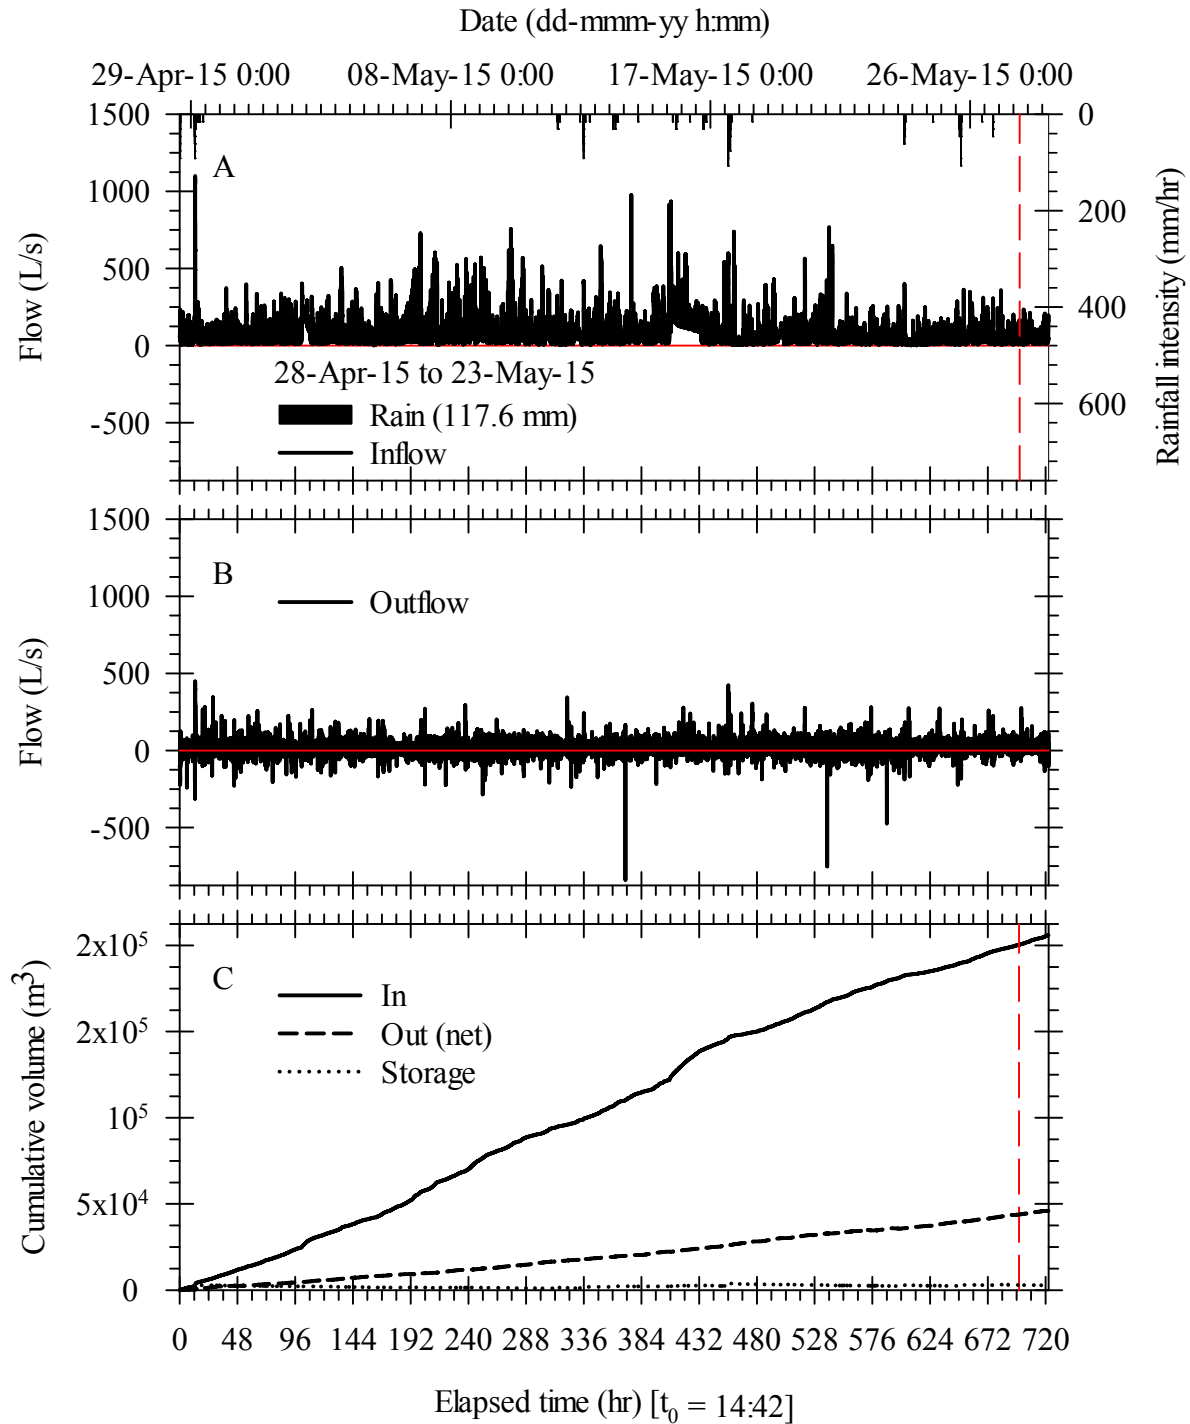 Date (dd-mmm-yy h:mm)
29-Apr-15 0:00 08-May-15 0:00 17-May-15 0:00 26-May-15 0:00
1500 0
A
1000
200
500
400
0
28-Apr-15 to 23-May-15
600
-500
Rain (117.6 mm)
Inflow
Flow (L/s)
Rainfall intensity (mm/hr)
1500
B
1000
Outflow
500
0
-500
Flow (L/s)
2x10⁵
C
In
2x10⁵
Out (net)
Storage
10⁵
5x10⁴
0
Cumulative volume (m³)
0 48 96 144 192 240 288 336 384 432 480 528 576 624 672 720
Elapsed time (hr) [t₀ = 14:42]